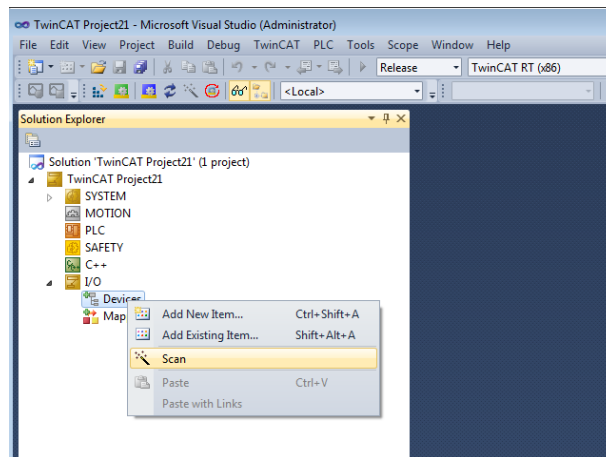 TwinCAT Project21 - Microsoft Visual Studio (Administrator)
File Edit View Project Build Debug TwinCAT PLC Tools Scope Window Help
Release TwinCAT RT (x86)
<Local>
Solution Explorer
Solution 'TwinCAT Project21' (1 project)
TwinCAT Project21
SYSTEM
MOTION
PLC
SAFETY
C++
I/O
Devices
Map
Add New Item... Ctrl+Shift+A
Add Existing Item... Shift+Alt+A
Scan
Paste Ctrl+V
Paste with Links